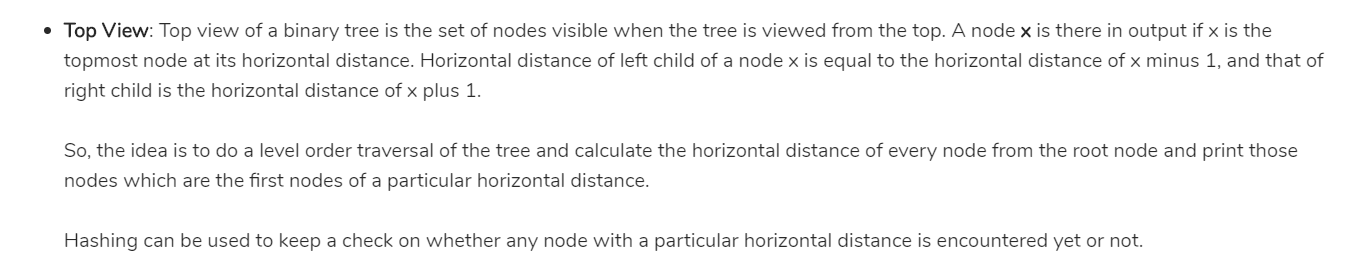 • Top View: Top view of a binary tree is the set of nodes visible when the tree is viewed from the top. A node x is there in output if x is the
topmost node at its horizontal distance. Horizontal distance of left child of a node x is equal to the horizontal distance of x minus 1, and that of
right child is the horizontal distance of x plus 1.
So, the idea is to do a level order traversal of the tree and calculate the horizontal distance of every node from the root node and print those
nodes which are the first nodes of a particular horizontal distance.
Hashing can be used to keep a check on whether any node with a particular horizontal distance is encountered yet or not.